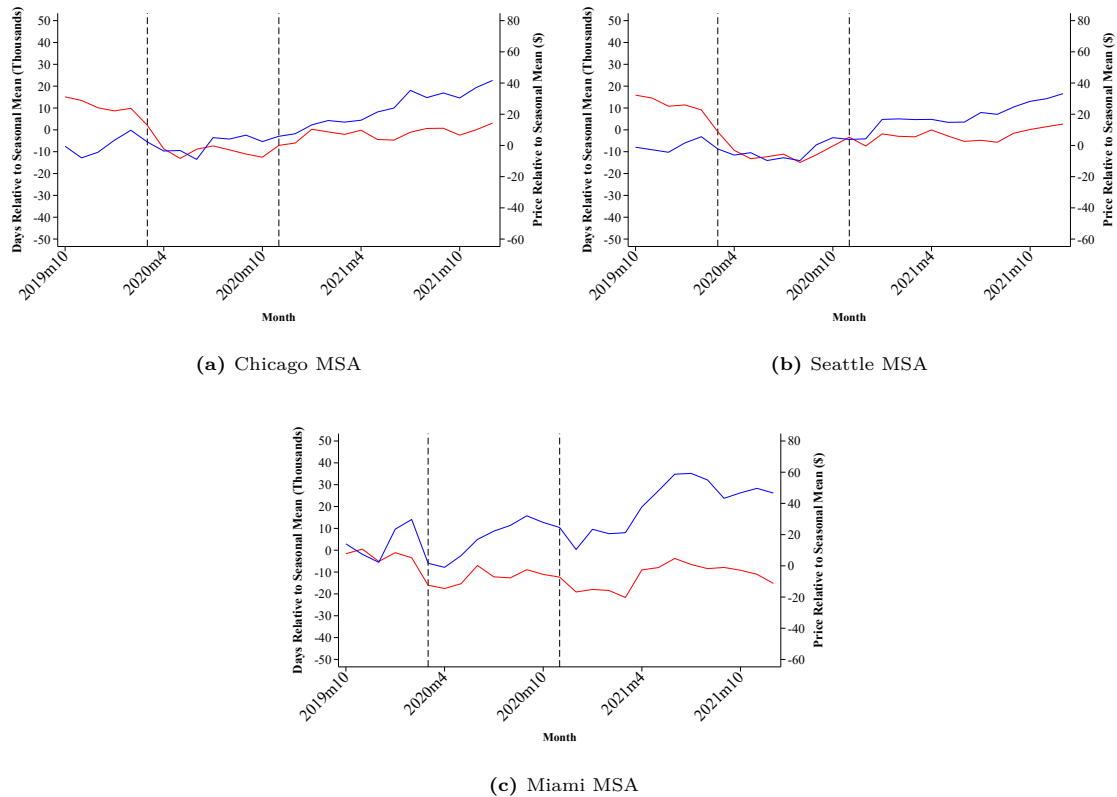 Days Relative to Seasonal Mean (Thousands)
50
40
30
20
10
0
-10
-20
-30
-40
-50
80
60
40
20
0
-20
-40
-60
Price Relative to Seasonal Mean ($)
2019m10
2020m4
2020m10
2021m4
2021m10
Month
(a) Chicago MSA
Days Relative to Seasonal Mean (Thousands)
50
40
30
20
10
0
-10
-20
-30
-40
-50
80
60
40
20
0
-20
-40
-60
Price Relative to Seasonal Mean ($)
2019m10
2020m4
2020m10
2021m4
2021m10
Month
(b) Seattle MSA
Days Relative to Seasonal Mean (Thousands)
50
40
30
20
10
0
-10
-20
-30
-40
-50
80
60
40
20
0
-20
-40
-60
Price Relative to Seasonal Mean ($)
2019m10
2020m4
2020m10
2021m4
2021m10
Month
(c) Miami MSA